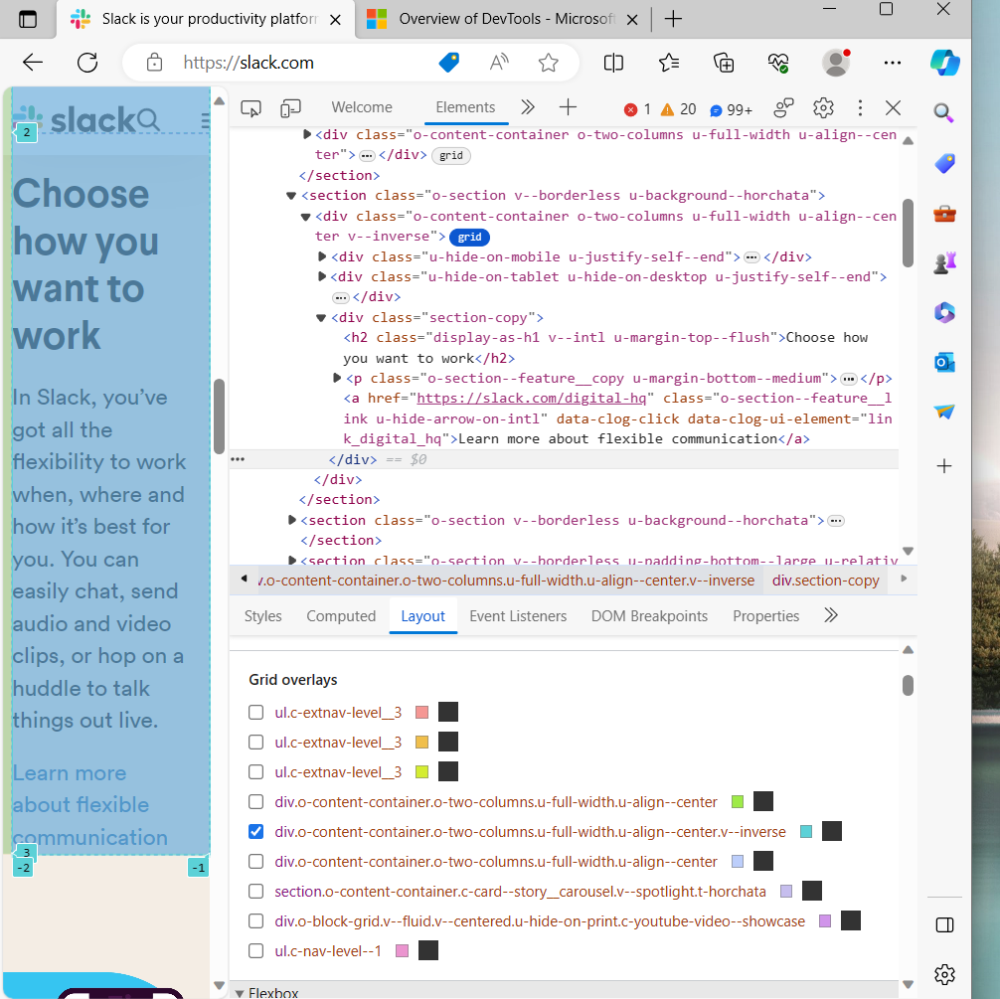 Slack is your productivity platfor
Overview of DevTools - Microsoft
https://slack.com
slack
2
Choose
how you
want to
work
In Slack, you’ve
got all the
flexibility to work
when, where and
how it’s best for
you. You can
easily chat, send
audio and video
clips, or hop on a
huddle to talk
things out live.
Learn more
about flexible
communication
3
-2
-1
Welcome
Elements
1
20
99+
<div class="o-content-container o-two-columns u-full-width u-align--cen
ter"> … </div> grid
</section>
<section class="o-section v--borderless u-background--horchata">
<div class="o-content-container o-two-columns u-full-width u-align--cen
ter v--inverse"> grid
<div class="u-hide-on-mobile u-justify-self--end"> … </div>
<div class="u-hide-on-tablet u-hide-on-desktop u-justify-self--end">
… </div>
<div class="section-copy">
<h2 class="display-as-h1 v--intl u-margin-top--flush">Choose how
you want to work</h2>
<p class="o-section--feature__copy u-margin-bottom--medium"> … </p>
<a href="https://slack.com/digital-hq" class="o-section--feature__l
ink u-hide-arrow-on-intl" data-clog-click data-clog-ui-element="lin
k_digital_hq">Learn more about flexible communication</a>
… </div> == $0
</div>
</section>
<section class="o-section v--borderless u-background--horchata"> …
</section>
<section class="o-section v--borderless u-padding-bottom--large u-relativ
v.o-content-container.o-two-columns.u-full-width.u-align--center.v--inverse div.section-copy
Styles Computed Layout Event Listeners DOM Breakpoints Properties
Grid overlays
ul.c-extnav-level__3
ul.c-extnav-level__3
ul.c-extnav-level__3
div.o-content-container.o-two-columns.u-full-width.u-align--center
div.o-content-container.o-two-columns.u-full-width.u-align--center.v--inverse
div.o-content-container.o-two-columns.u-full-width.u-align--center
section.o-content-container.c-card--story__carousel.v--spotlight.t-horchata
div.o-block-grid.v--fluid.v--centered.u-hide-on-print.c-youtube-video--showcase
ul.c-nav-level--1
Flexbox